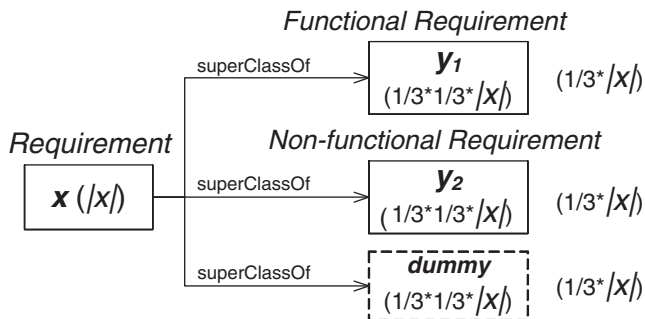 Functional Requirement
superClassOf
y1
(1/3*1/3*|x|)
(1/3*|x|)
Requirement
x (|x|)
Non-functional Requirement
superClassOf
y2
(1/3*1/3*|x|)
(1/3*|x|)
superClassOf
dummy
(1/3*1/3*|x|)
(1/3*|x|)